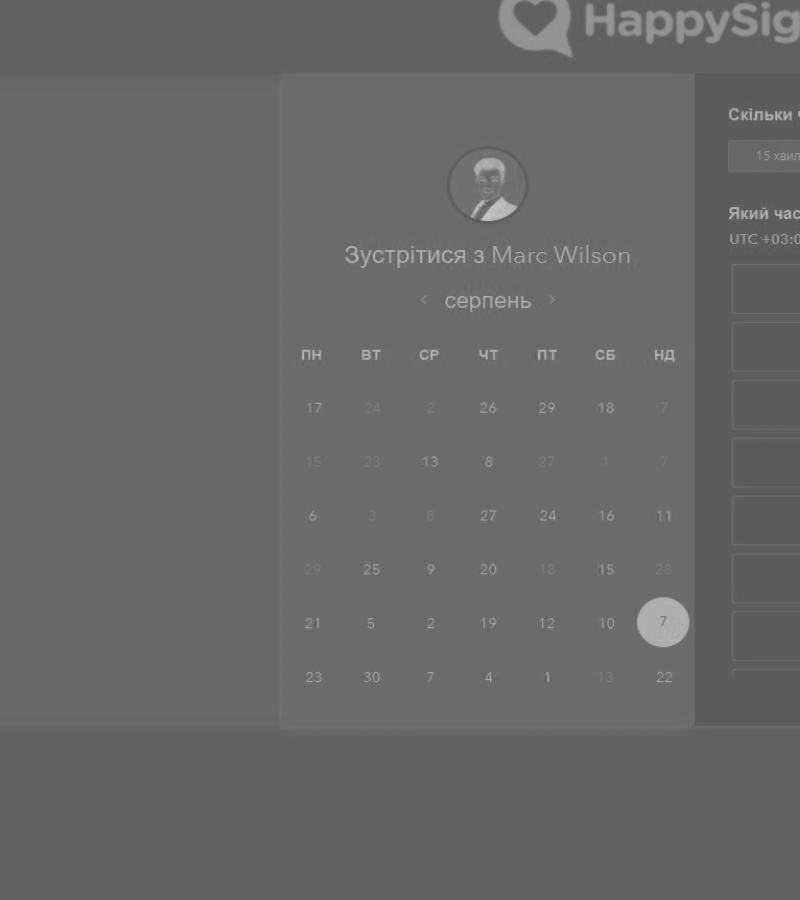 HappySig
Скільки ч
15 хвил
Який час
UTC +03:0
Зустрітися з Marc Wilson
‹ серпень ›
ПН ВТ СР ЧТ ПТ СБ НД
17 24 2 26 29 18 7
15 23 13 8 27 1 7
6 3 8 27 24 16 11
29 25 9 20 18 15 28
21 5 2 19 12 10 7
23 30 7 4 1 13 22